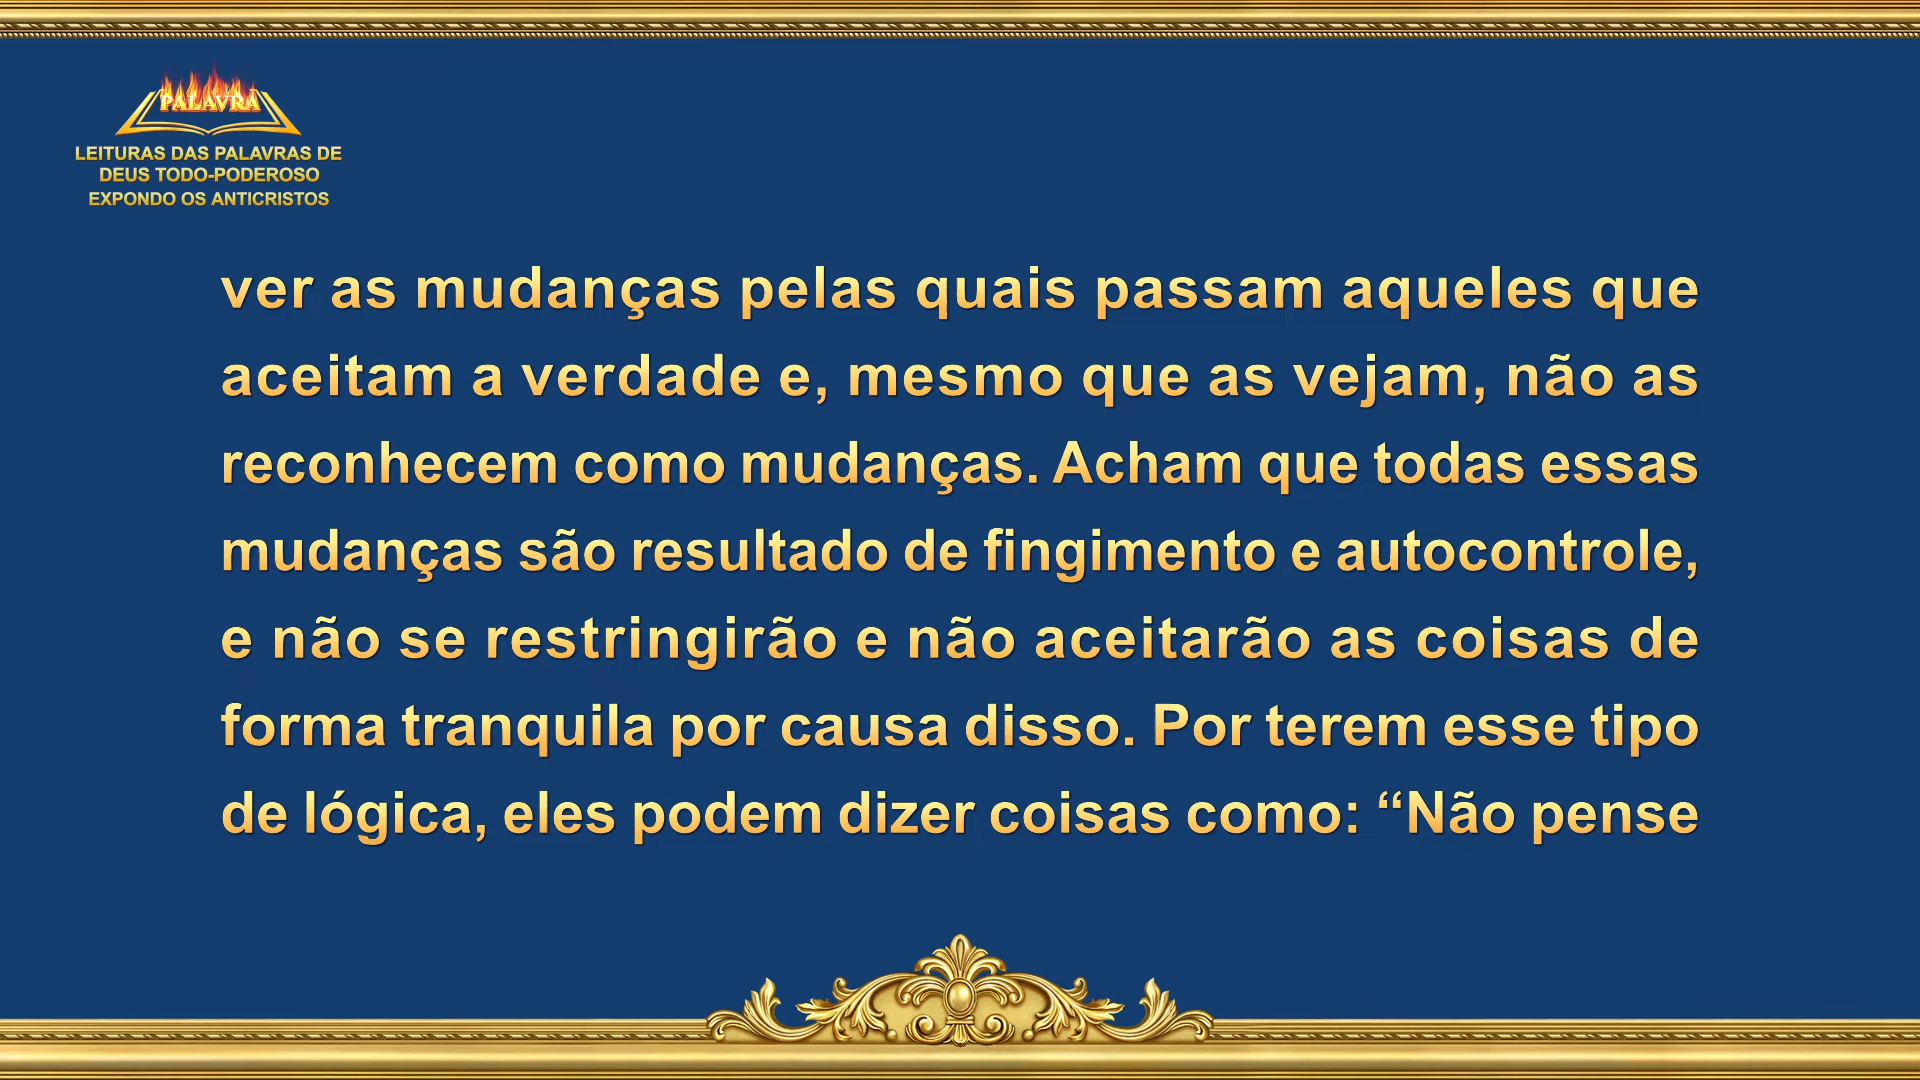 PALAVRA
LEITURAS DAS PALAVRAS DE
DEUS TODO-PODEROSO
EXPONDO OS ANTICRISTOS
ver as mudanças pelas quais passam aqueles que
aceitam a verdade e, mesmo que as vejam, não as
reconhecem como mudanças. Acham que todas essas
mudanças são resultado de fingimento e autocontrole,
e não se restringirão e não aceitarão as coisas de
forma tranquila por causa disso. Por terem esse tipo
de lógica, eles podem dizer coisas como: “Não pense